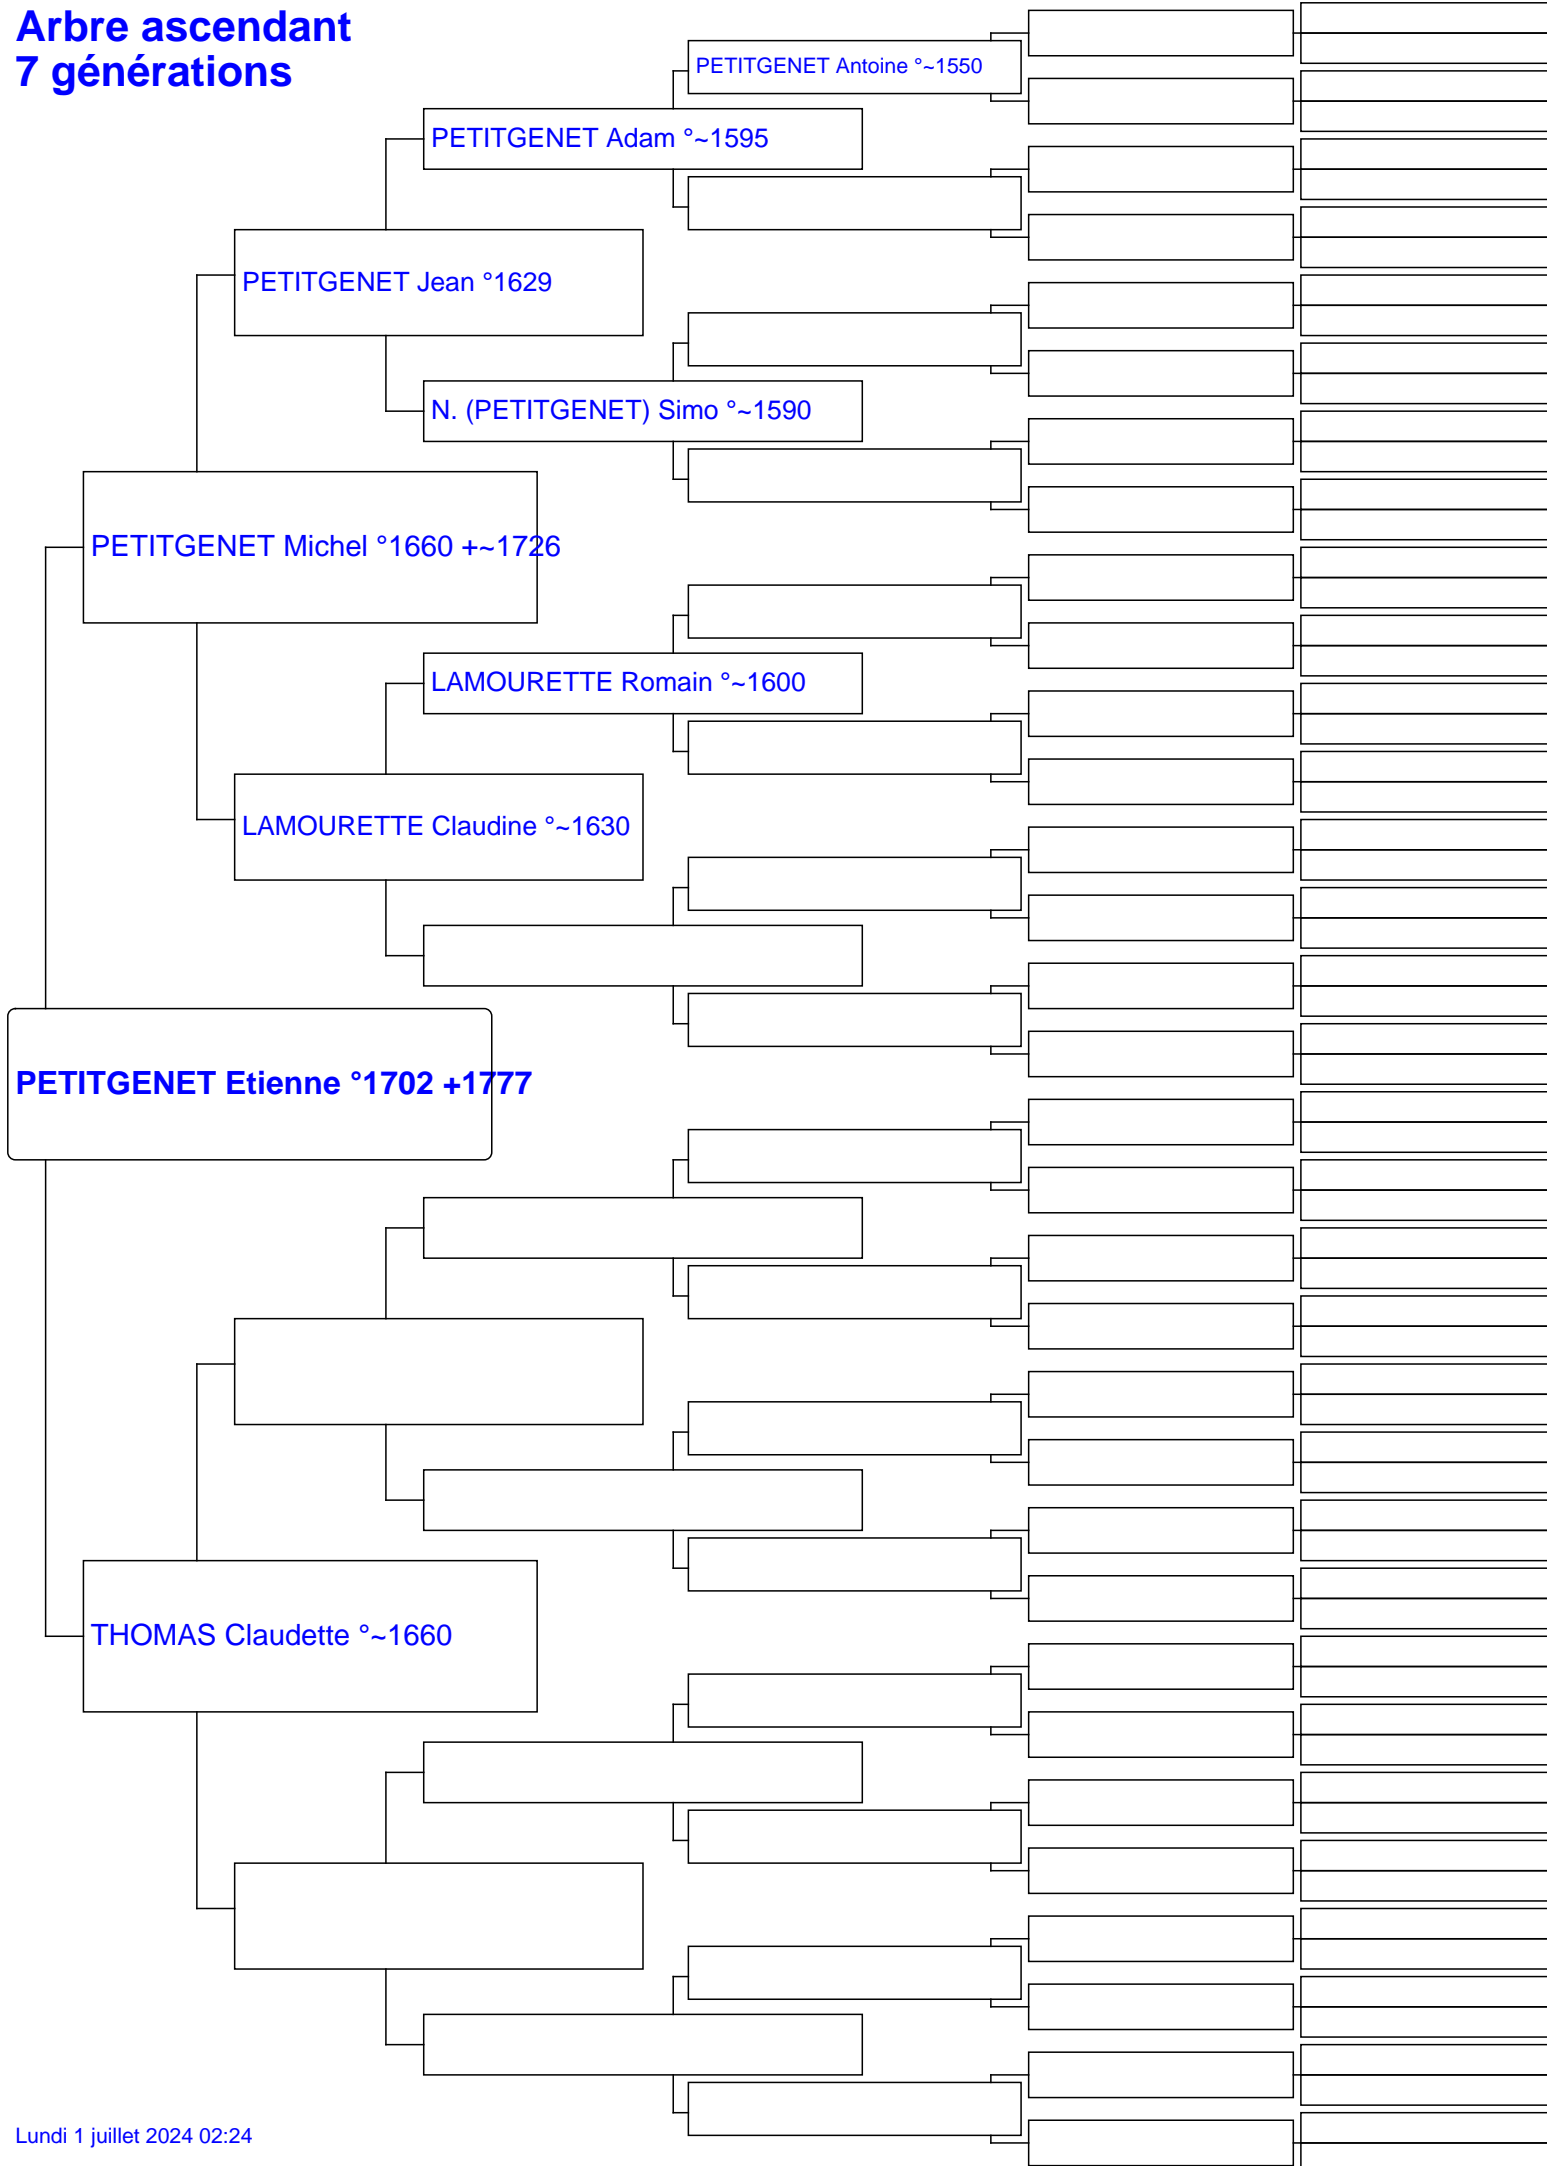 Arbre ascendant
7 générations
PETITGENET Antoine °~1550
PETITGENET Adam °~1595
PETITGENET Jean °1629
N. (PETITGENET) Simo °~1590
PETITGENET Michel °1660 +~1726
LAMOURETTE Romain °~1600
LAMOURETTE Claudine °~1630
PETITGENET Etienne °1702 +1777
THOMAS Claudette °~1660
Lundi 1 juillet 2024 02:24